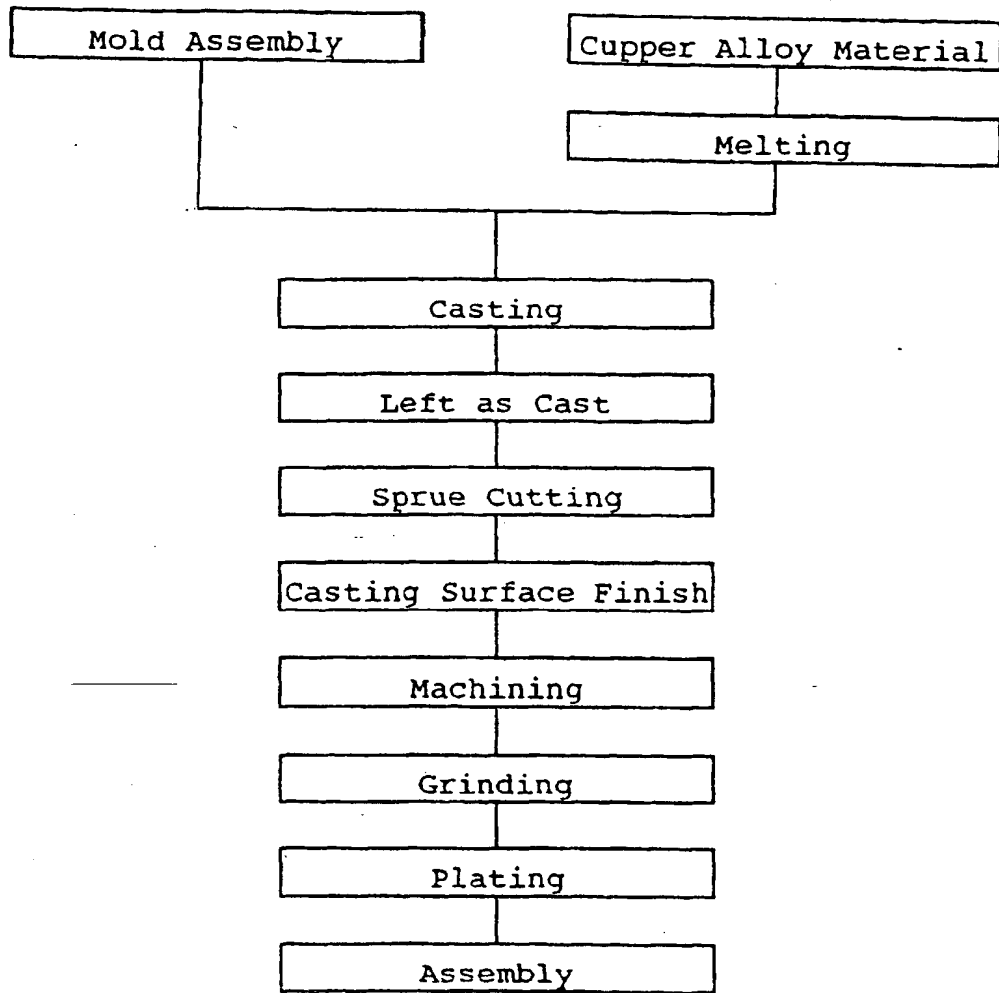 Mold Assembly
Cupper Alloy Material
Melting
Casting
Left as Cast
Sprue Cutting
Casting Surface Finish
Machining
Grinding
Plating
Assembly